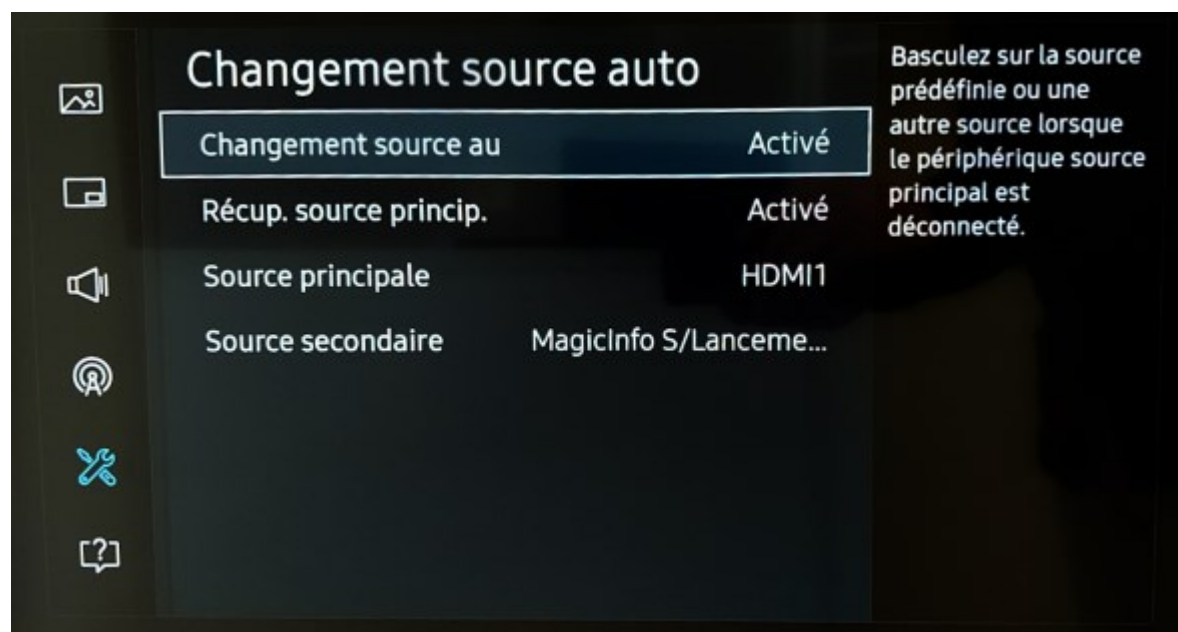 Changement source auto
Changement source au
Activé
Récup. source princip.
Activé
Source principale
HDMI1
Source secondaire
MagicInfo S/Lanceme...
Basculez sur la source
prédéfinie ou une
autre source lorsque
le périphérique source
principal est
déconnecté.